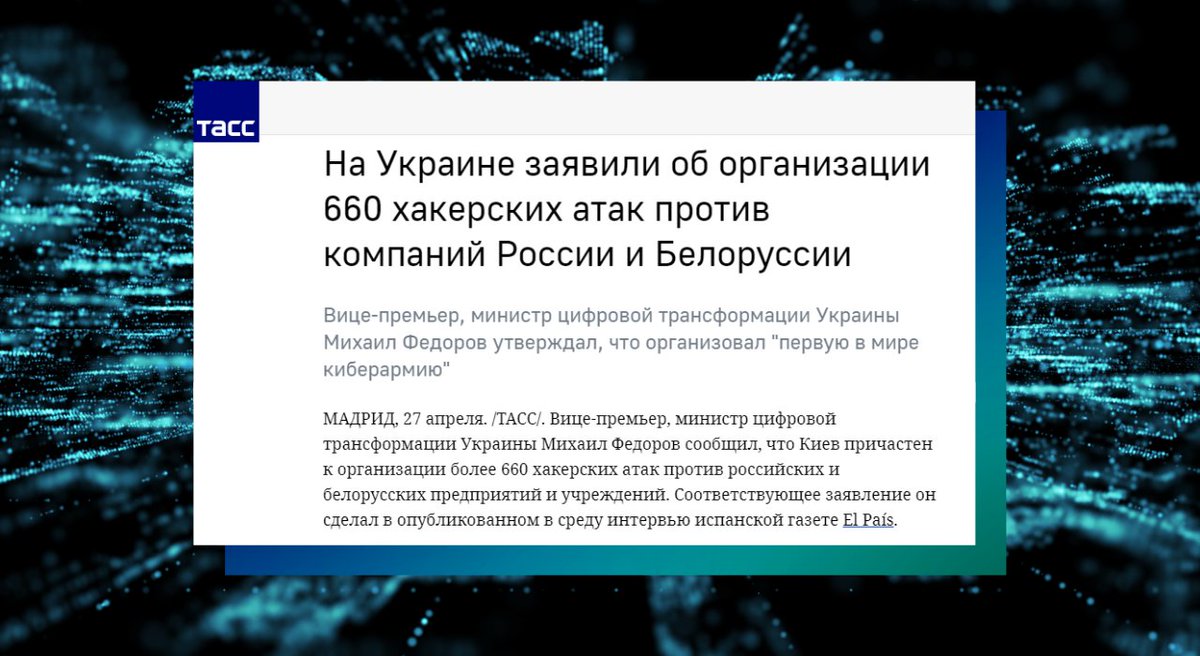 тасс
На Украине заявили об организации
660 хакерских атак против
компаний России и Белоруссии
Вице-премьер, министр цифровой трансформации Украины
Михаил Федоров утверждал, что организовал "первую в мире
киберармию"
МАДРИД, 27 апреля. /ТАСС/. Вице-премьер, министр цифровой
трансформации Украины Михаил Федоров сообщил, что Киев причастен
к организации более 660 хакерских атак против российских и
белорусских предприятий и учреждений. Соответствующее заявление он
сделал в опубликованном в среду интервью испанской газете El País.